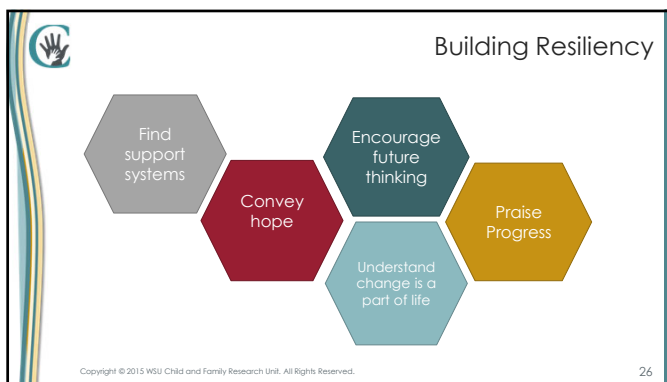 Building Resiliency
Find
support
systems
Convey
hope
Encourage
future
thinking
Understand
change is a
part of life
Praise
Progress
Copyright © 2015 WSU Child and Family Research Unit. All Rights Reserved.
26